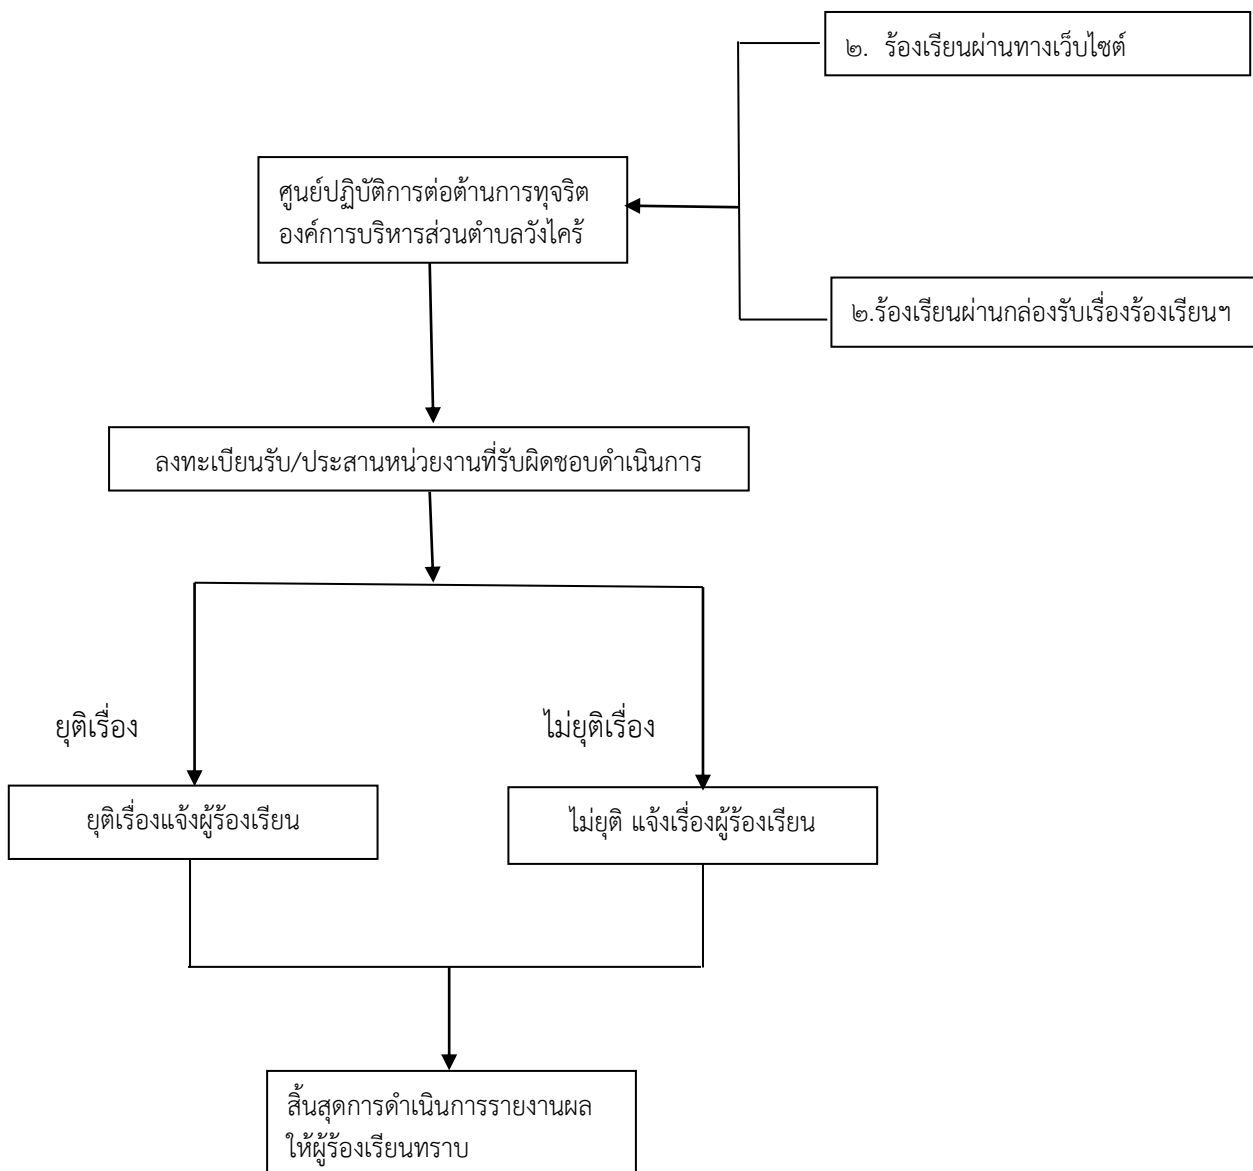 ๒. ร้องเรียนผ่านทางเว็บไซต์
ศูนย์ปฏิบัติการต่อต้านการทุจริต
องค์การบริหารส่วนตำบลวังไคร้
๒.ร้องเรียนผ่านกล่องรับเรื่องร้องเรียนฯ
ลงทะเบียนรับ/ประสานหน่วยงานที่รับผิดชอบดำเนินการ
ยุติเรื่อง
ไม่ยุติเรื่อง
ยุติเรื่องแจ้งผู้ร้องเรียน
ไม่ยุติ แจ้งเรื่องผู้ร้องเรียน
สิ้นสุดการดำเนินการรายงานผล
ให้ผู้ร้องเรียนทราบ